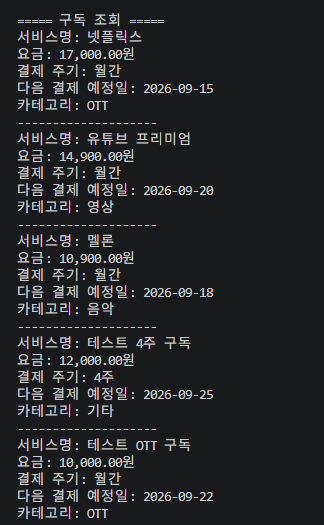 ===== 구독 조회 =====
서비스명: 넷플릭스
요금: 17,000.00원
결제 주기: 월간
다음 결제 예정일: 2026-09-15
카테고리: OTT
--------------------
서비스명: 유튜브 프리미엄
요금: 14,900.00원
결제 주기: 월간
다음 결제 예정일: 2026-09-20
카테고리: 영상
--------------------
서비스명: 멜론
요금: 10,900.00원
결제 주기: 월간
다음 결제 예정일: 2026-09-18
카테고리: 음악
--------------------
서비스명: 테스트 4주 구독
요금: 12,000.00원
결제 주기: 4주
다음 결제 예정일: 2026-09-25
카테고리: 기타
--------------------
서비스명: 테스트 OTT 구독
요금: 10,000.00원
결제 주기: 월간
다음 결제 예정일: 2026-09-22
카테고리: OTT